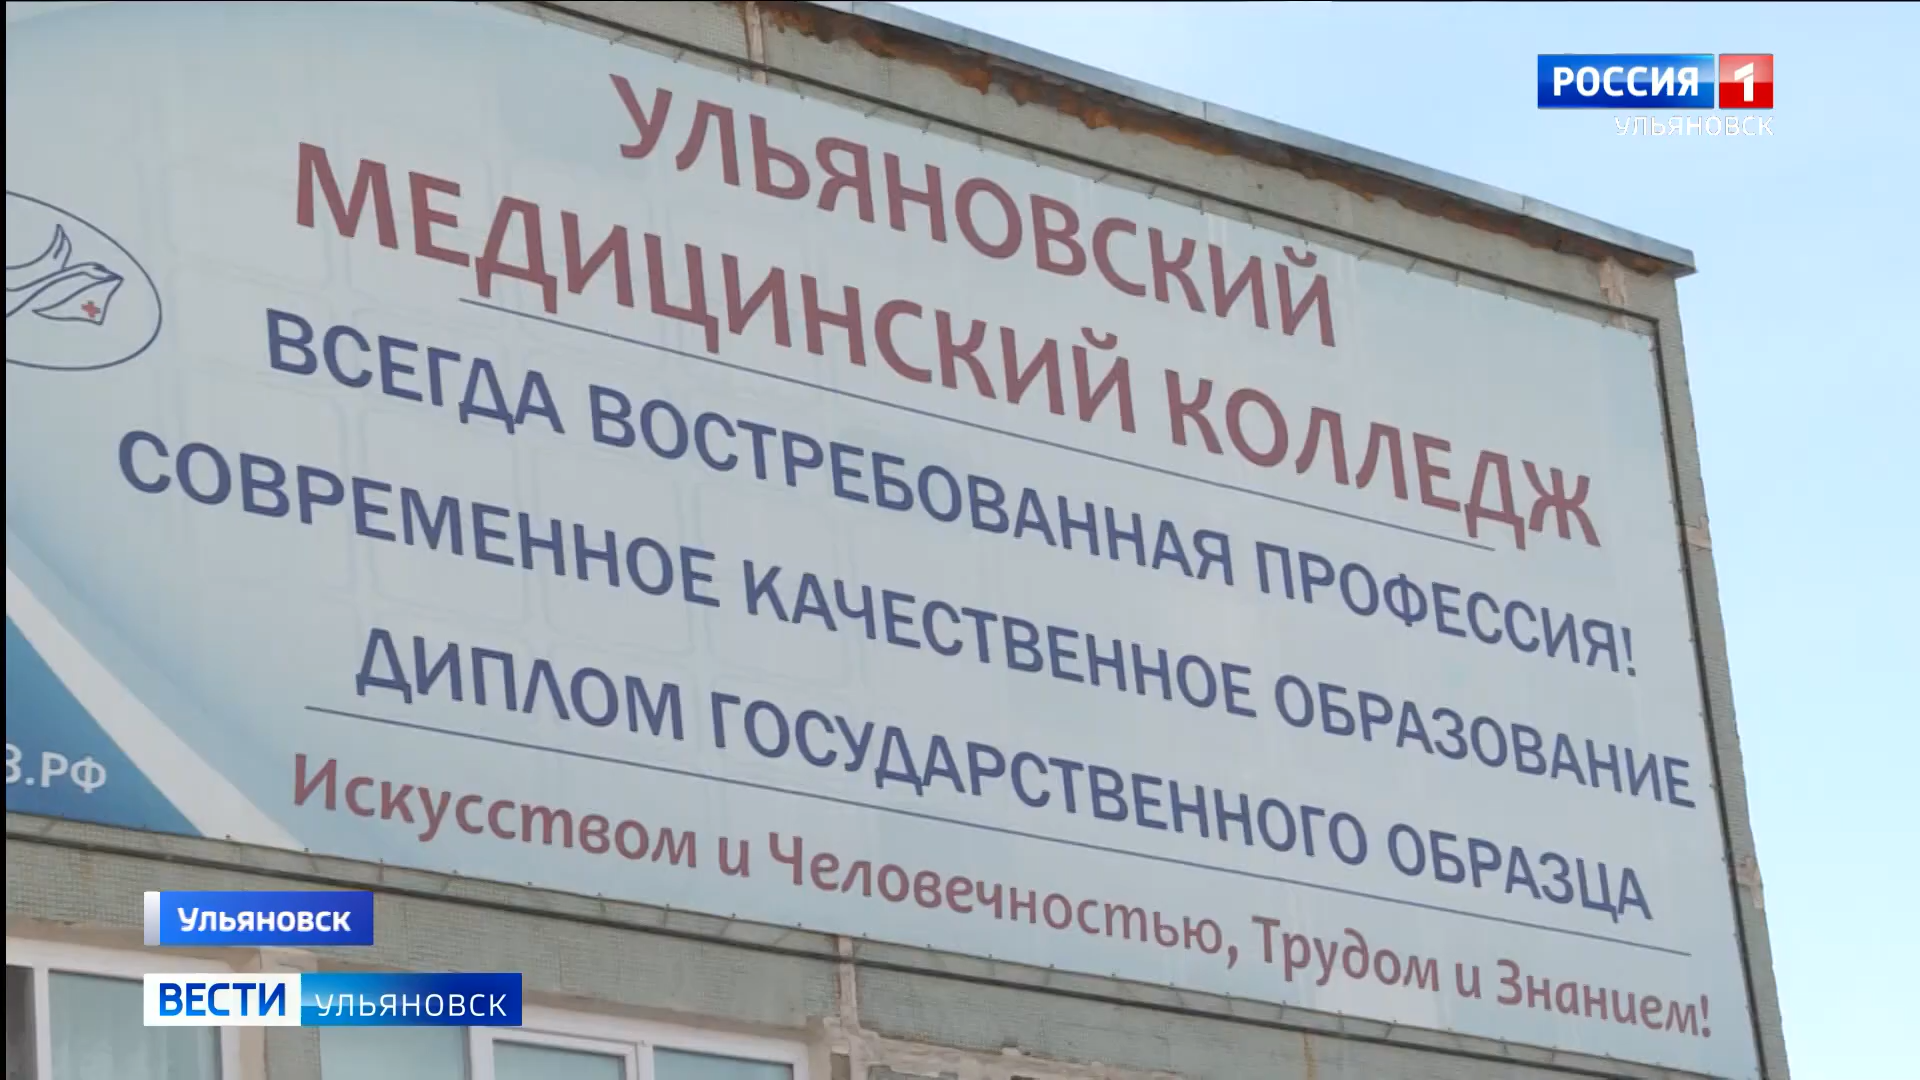 РОССИЯ 1
УЛЬЯНОВСК
УЛЬЯНОВСКИЙ
МЕДИЦИНСКИЙ КОЛЛЕДЖ
ВСЕГДА ВОСТРЕБОВАННАЯ ПРОФЕССИЯ!
СОВРЕМЕННОЕ КАЧЕСТВЕННОЕ ОБРАЗОВАНИЕ
ДИПЛОМ ГОСУДАРСТВЕННОГО ОБРАЗЦА
Искусством и Человечностью, Трудом и Знанием!
.РФ
Ульяновск
ВЕСТИ УЛЬЯНОВСК